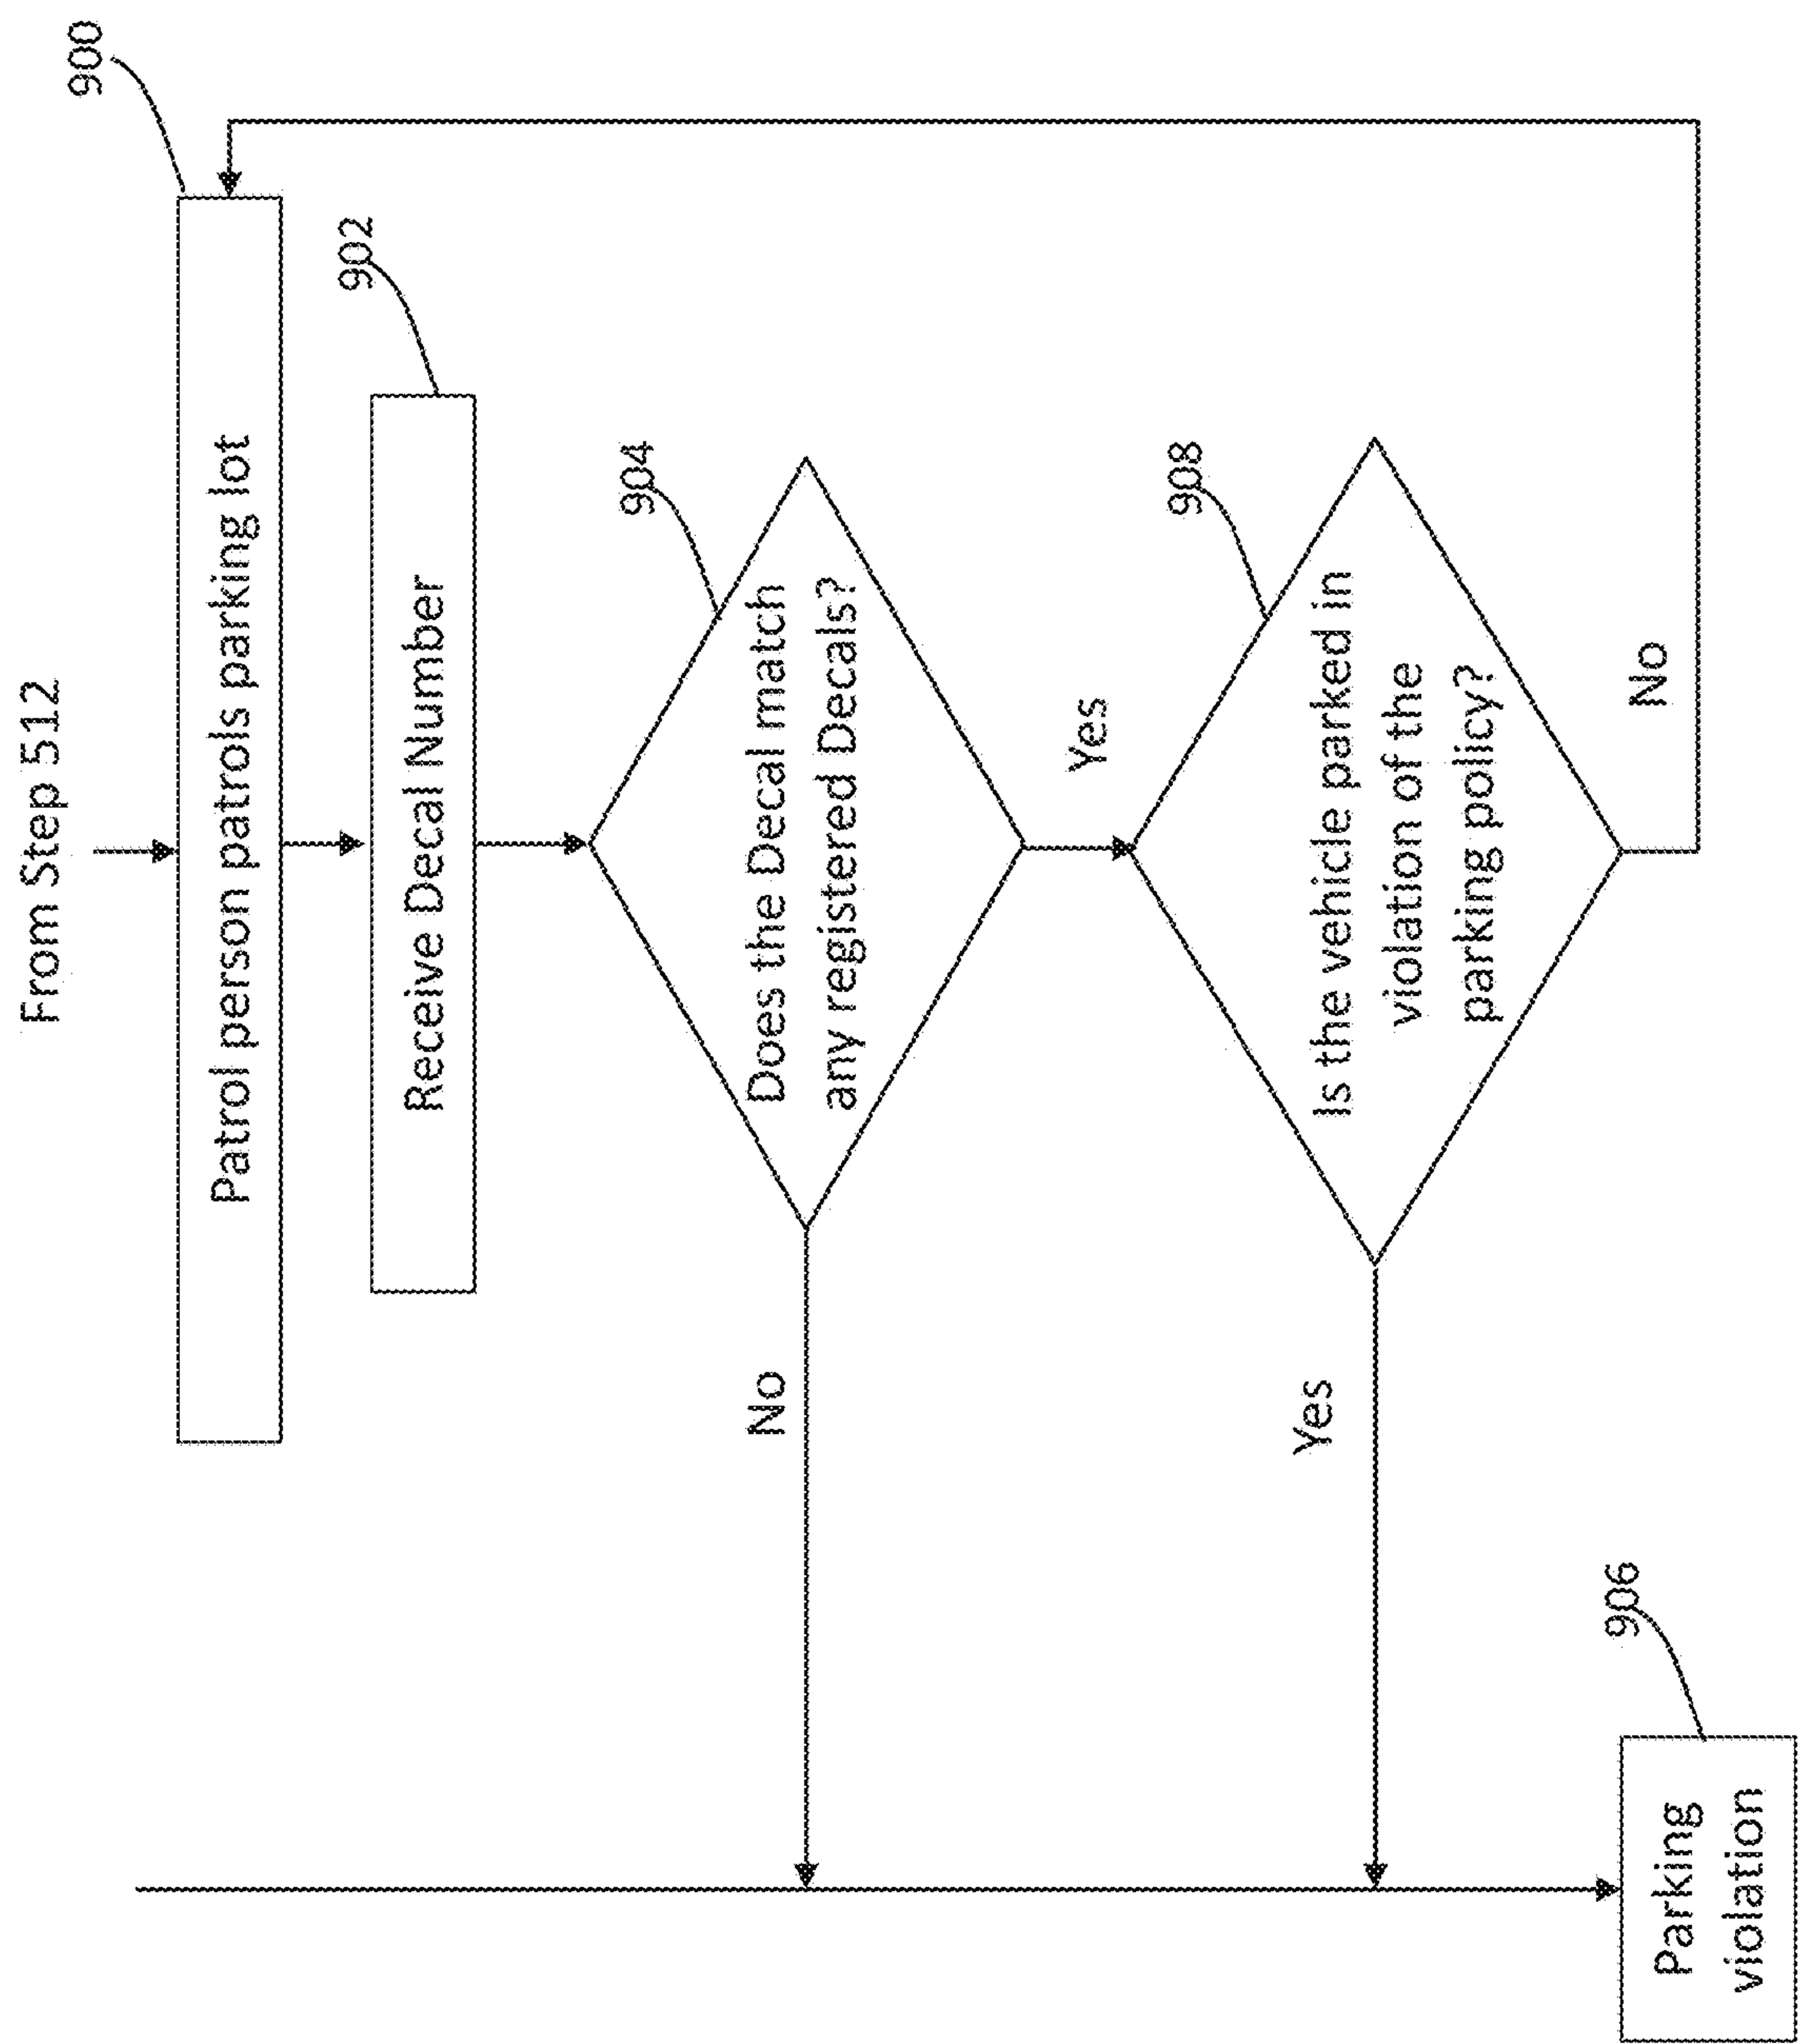 From Step 512
900
Patrol person patrols parking lot
902
Receive Decal Number
904
Does the Decal match
any registered Decals?
No
Yes
908
Is the vehicle parked in
violation of the
parking policy?
Yes
No
906
Parking
violation